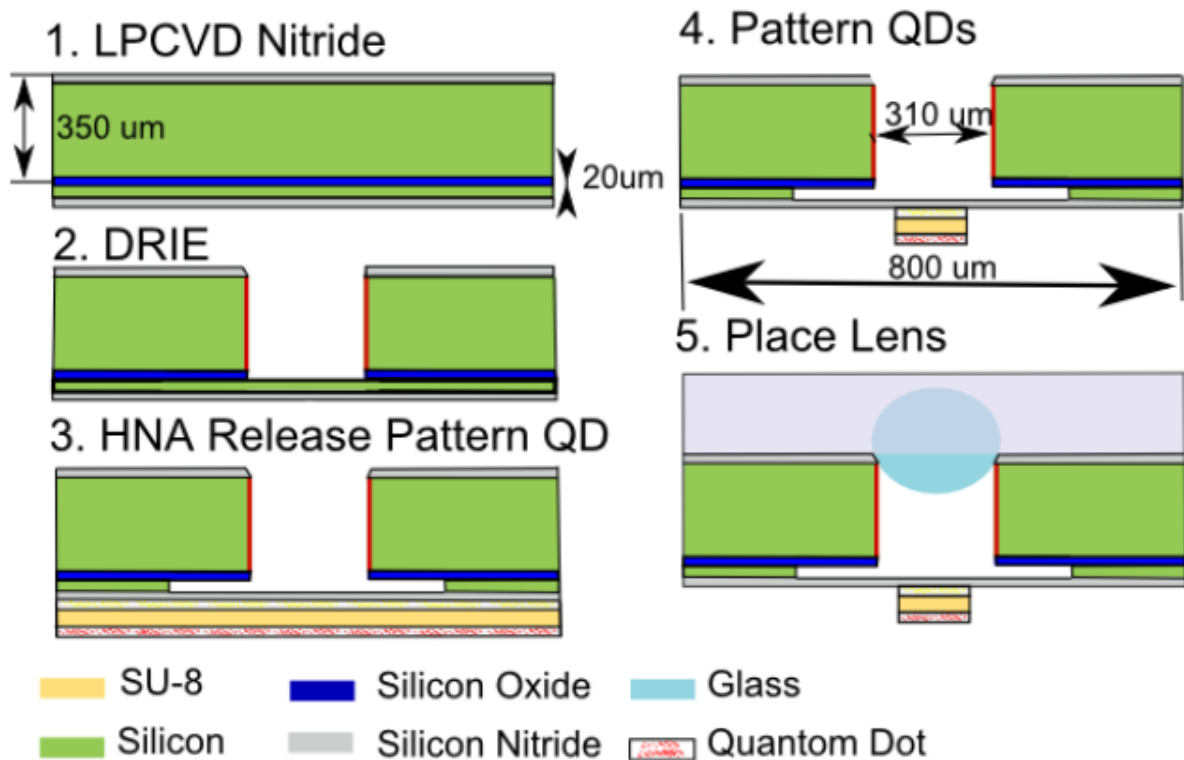 1. LPCVD Nitride
350 um
20um
2. DRIE
3. HNA Release Pattern QD
4. Pattern QDs
310 um
800 um
5. Place Lens
SU-8
Silicon Oxide
Glass
Silicon
Silicon Nitride
Quantom Dot